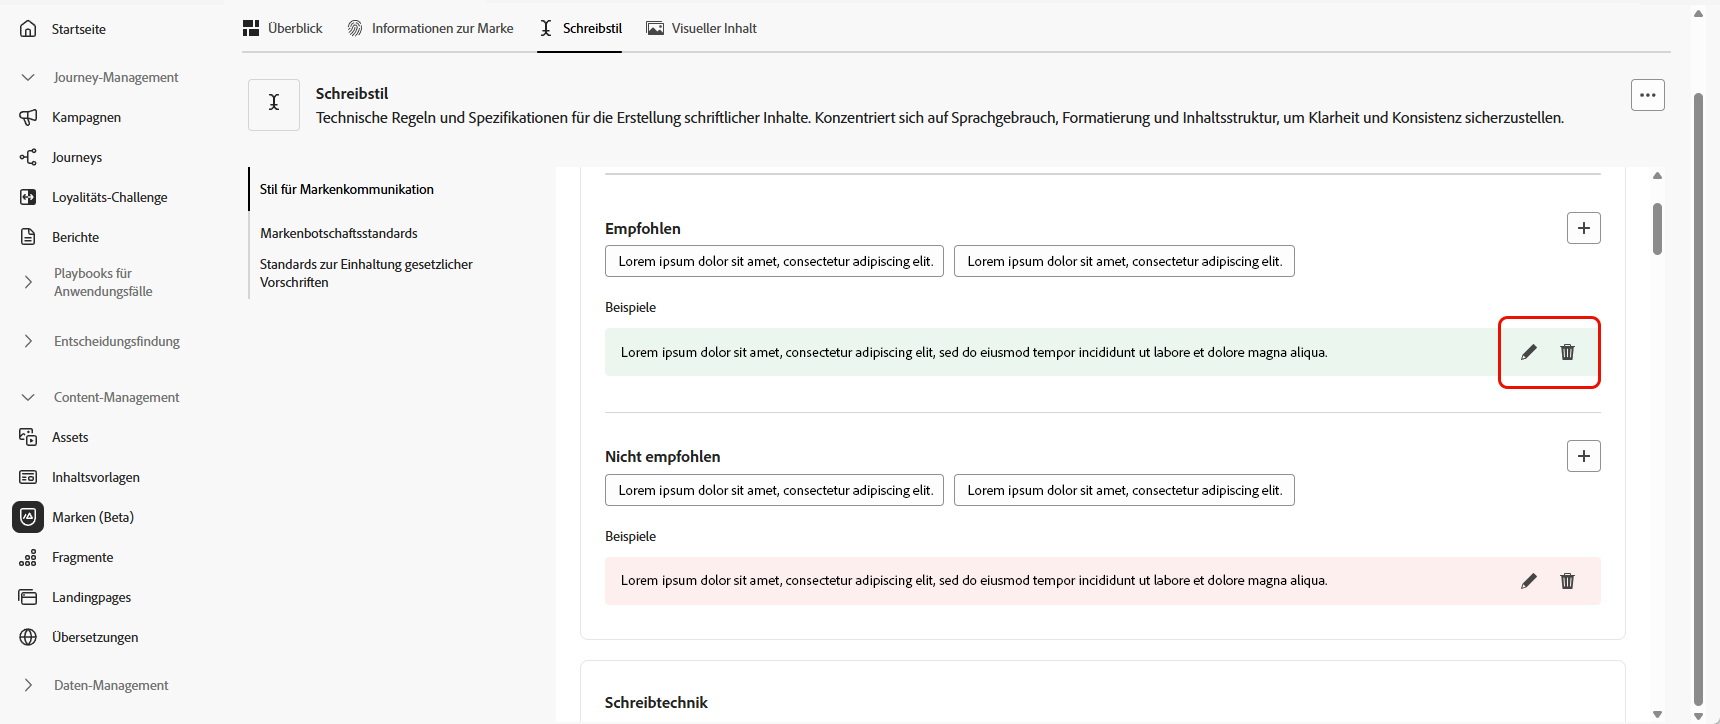 Startseite
Journey-Management
Kampagnen
Journeys
Loyalitäts-Challenge
Berichte
Playbooks für
Anwendungsfälle
Entscheidungsfindung
Content-Management
Assets
Inhaltsvorlagen
Marken (Beta)
Fragmente
Landingpages
Übersetzungen
Daten-Management
Überblick
Informationen zur Marke
Schreibstil
Visueller Inhalt
Schreibstil
Technische Regeln und Spezifikationen für die Erstellung schriftlicher Inhalte. Konzentriert sich auf Sprachgebrauch, Formatierung und Inhaltsstruktur, um Klarheit und Konsistenz sicherzustellen.
Stil für Markenkommunikation
Markenbotschaftsstandards
Standards zur Einhaltung gesetzlicher
Vorschriften
Empfohlen
Lorem ipsum dolor sit amet, consectetur adipiscing elit.
Lorem ipsum dolor sit amet, consectetur adipiscing elit.
Beispiele
Lorem ipsum dolor sit amet, consectetur adipiscing elit, sed do eiusmod tempor incididunt ut labore et dolore magna aliqua.
Nicht empfohlen
Lorem ipsum dolor sit amet, consectetur adipiscing elit.
Lorem ipsum dolor sit amet, consectetur adipiscing elit.
Beispiele
Lorem ipsum dolor sit amet, consectetur adipiscing elit, sed do eiusmod tempor incididunt ut labore et dolore magna aliqua.
Schreibtechnik